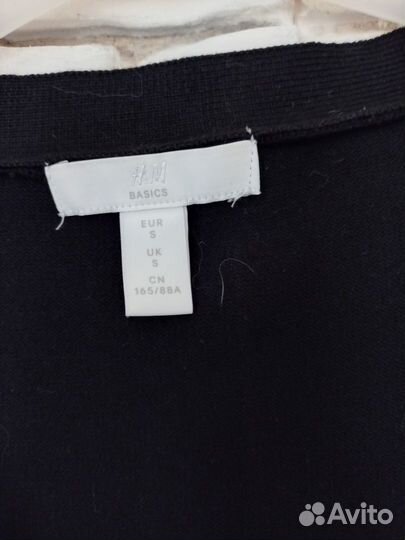 H&M
BASICS
EUR
S
UK
S
CN
165/88A
Avito